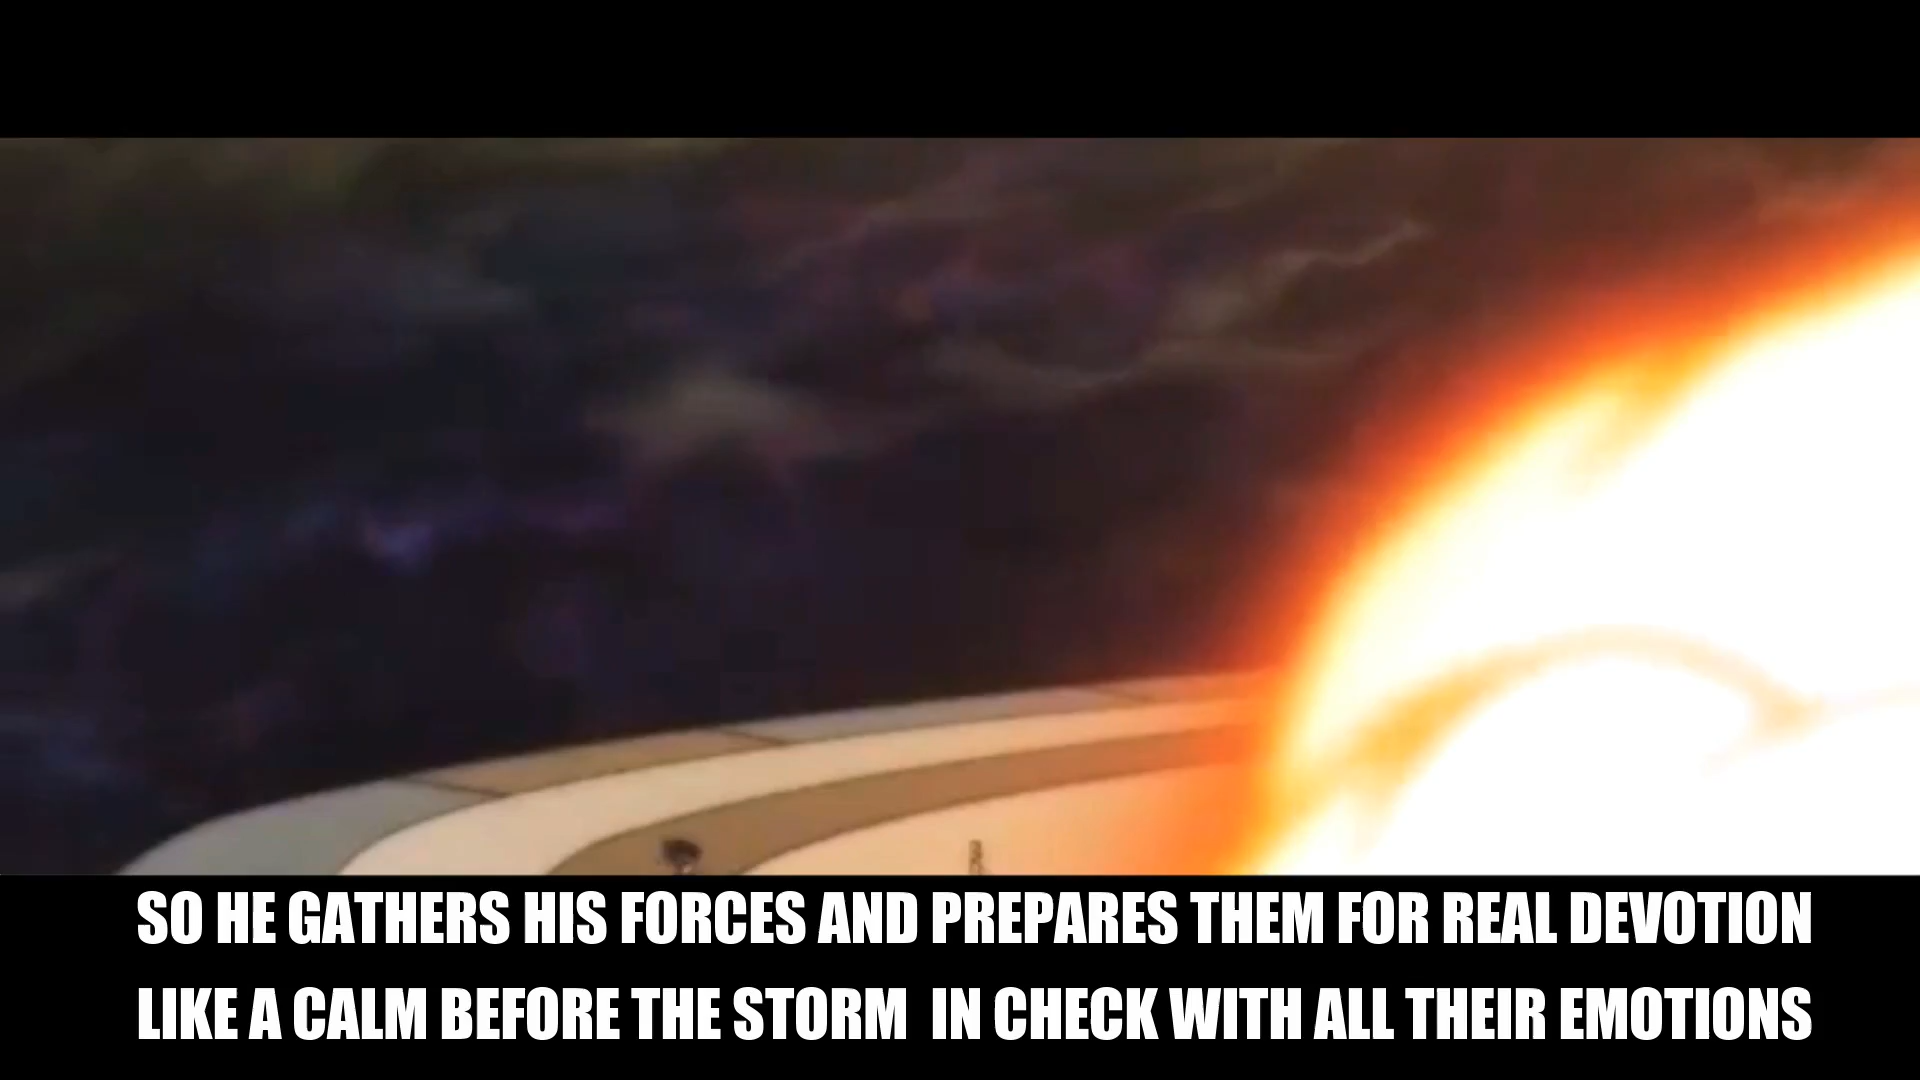 SO HE GATHERS HIS FORCES AND PREPARES THEM FOR REAL DEVOTION
LIKE A CALM BEFORE THE STORM  IN CHECK WITH ALL THEIR EMOTIONS